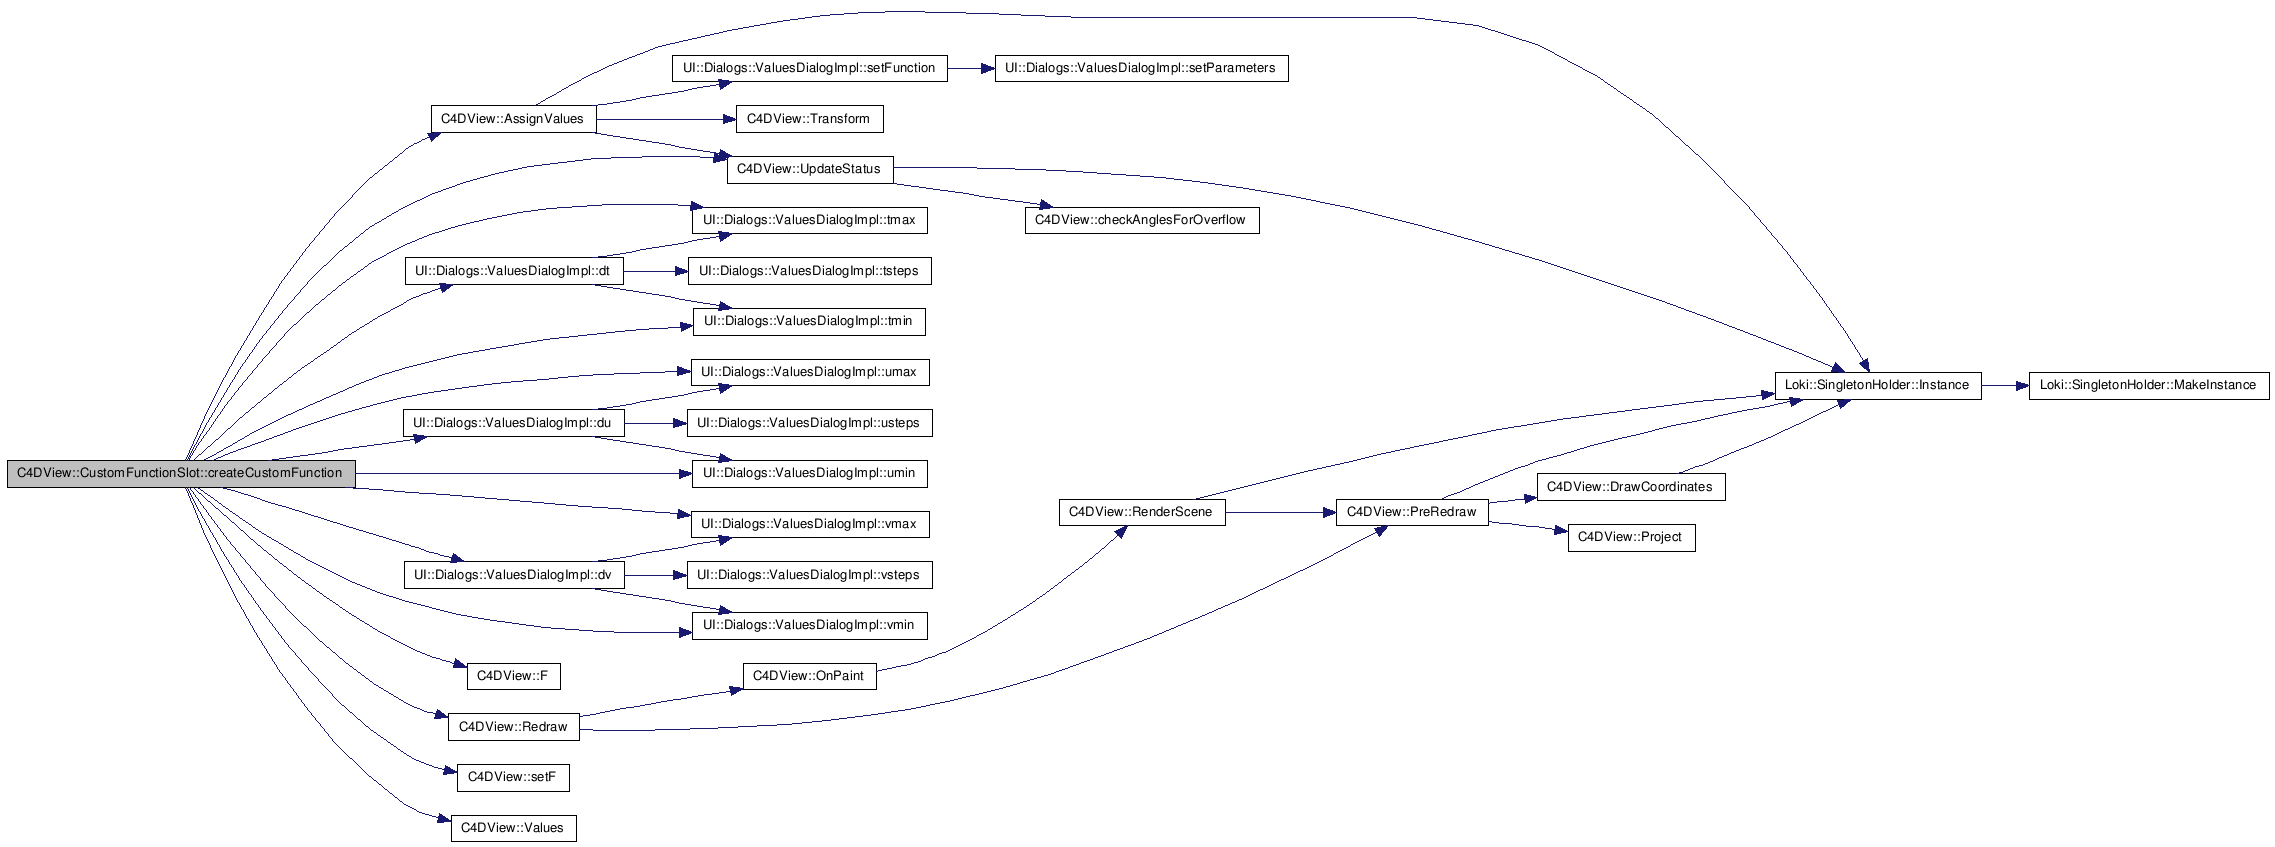 UI::Dialogs::ValuesDialogImpl::setFunction
UI::Dialogs::ValuesDialogImpl::setParameters
C4DView::AssignValues
C4DView::Transform
C4DView::UpdateStatus
UI::Dialogs::ValuesDialogImpl::tmax
C4DView::checkAnglesForOverflow
UI::Dialogs::ValuesDialogImpl::dt
UI::Dialogs::ValuesDialogImpl::tsteps
UI::Dialogs::ValuesDialogImpl::tmin
UI::Dialogs::ValuesDialogImpl::umax
Loki::SingletonHolder::Instance
Loki::SingletonHolder::MakeInstance
UI::Dialogs::ValuesDialogImpl::du
UI::Dialogs::ValuesDialogImpl::usteps
C4DView::CustomFunctionSlot::createCustomFunction
UI::Dialogs::ValuesDialogImpl::umin
C4DView::DrawCoordinates
C4DView::RenderScene
C4DView::PreRedraw
UI::Dialogs::ValuesDialogImpl::vmax
C4DView::Project
UI::Dialogs::ValuesDialogImpl::dv
UI::Dialogs::ValuesDialogImpl::vsteps
UI::Dialogs::ValuesDialogImpl::vmin
C4DView::F
C4DView::OnPaint
C4DView::Redraw
C4DView::setF
C4DView::Values